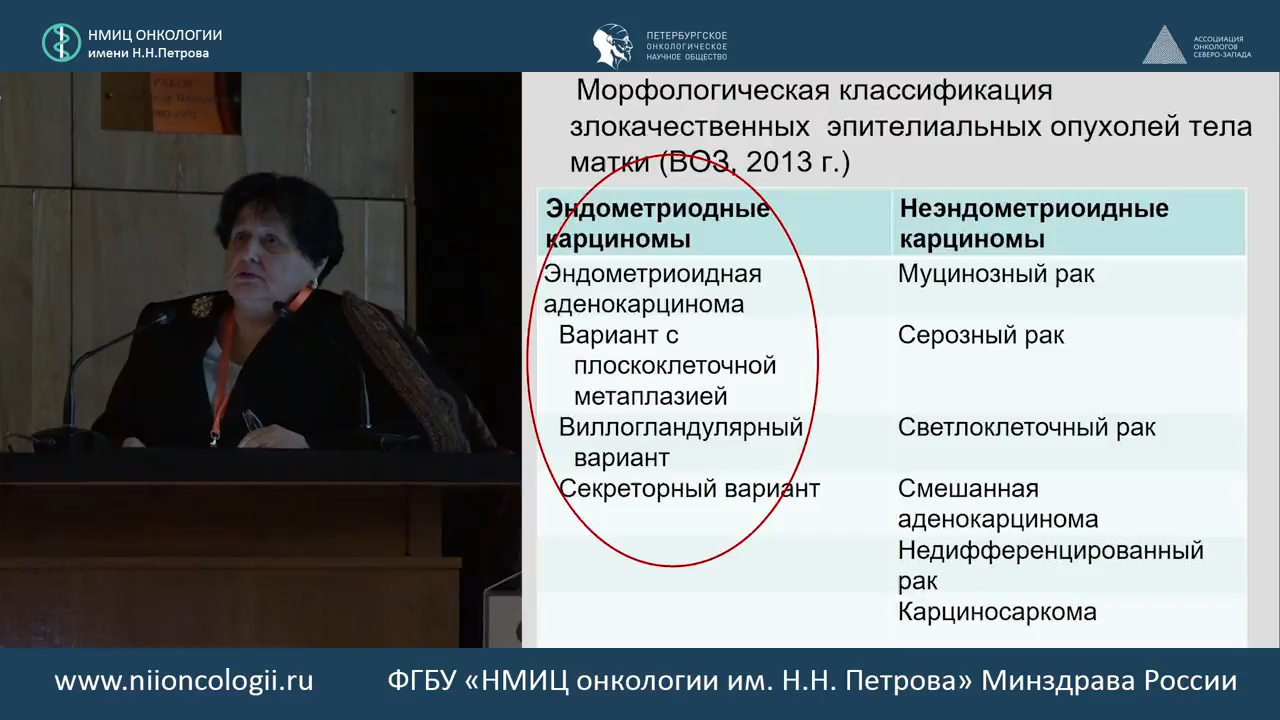 НМИЦ ОНКОЛОГИИ
имени Н.Н.Петрова
ПЕТЕРБУРГСКОЕ
ОНКОЛОГИЧЕСКОЕ
НАУЧНОЕ ОБЩЕСТВО
АССОЦИАЦИЯ
ОНКОЛОГОВ
СЕВЕРО-ЗАПАДА
Морфологическая классификация
злокачественных эпителиальных опухолей тела
матки (ВОЗ, 2013 г.)
Эндометриодные
карциномы
Неэндометриоидные
карциномы
Эндометриоидная
аденокарцинома
Муцинозный рак
Вариант с
плоскоклеточной
метаплазией
Серозный рак
Виллогландулярный
вариант
Светлоклеточный рак
Секреторный вариант
Смешанная
аденокарцинома
Недифференцированный
рак
Карциносаркома
www.niioncologii.ru
ФГБУ «НМИЦ онкологии им. Н.Н. Петрова» Минздрава России